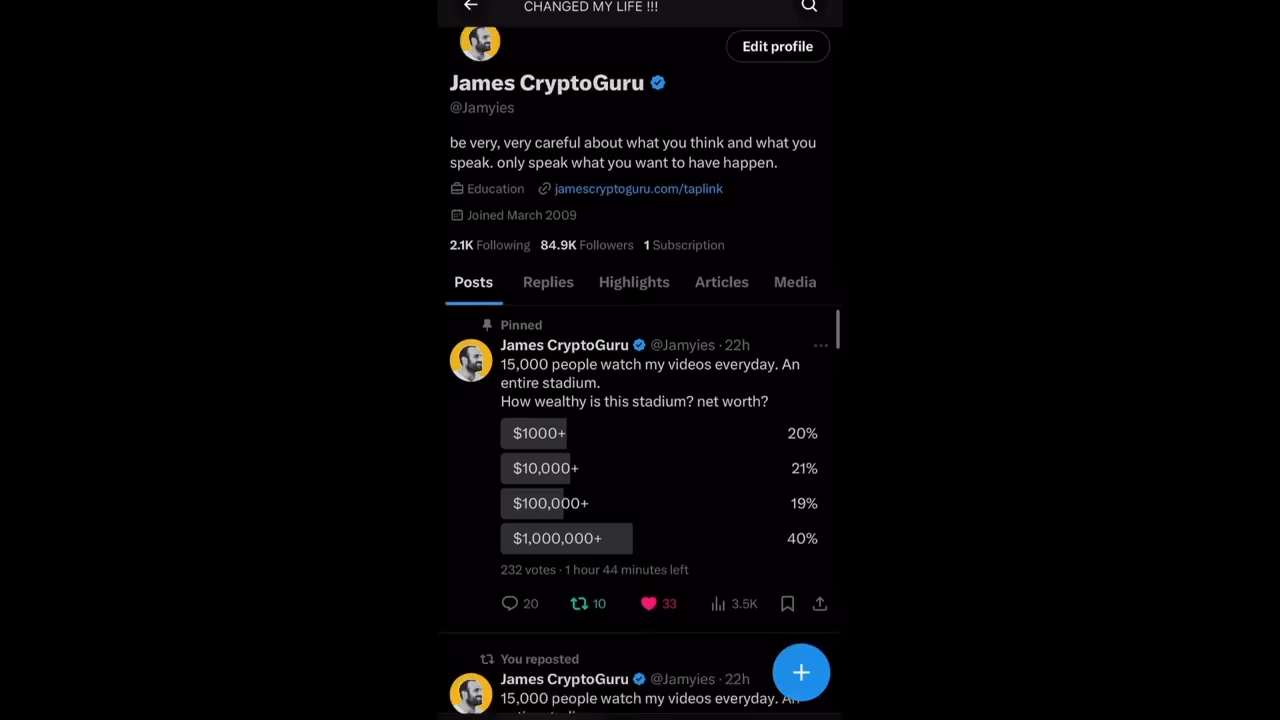 CHANGED MY LIFE !!!
Edit profile
James CryptoGuru
@Jamyies
be very, very careful about what you think and what you
speak. only speak what you want to have happen.
Education jamescryptoguru.com/taplink
Joined March 2009
2.1K Following 84.9K Followers 1 Subscription
Posts Replies Highlights Articles Media
Pinned
James CryptoGuru @Jamyies · 22h
15,000 people watch my videos everyday. An
entire stadium.
How wealthy is this stadium? net worth?
$1000+ 20%
$10,000+ 21%
$100,000+ 19%
$1,000,000+ 40%
232 votes · 1 hour 44 minutes left
20 10 33 3.5K
You reposted
James CryptoGuru @Jamyies · 22h
15,000 people watch my videos everyday. An